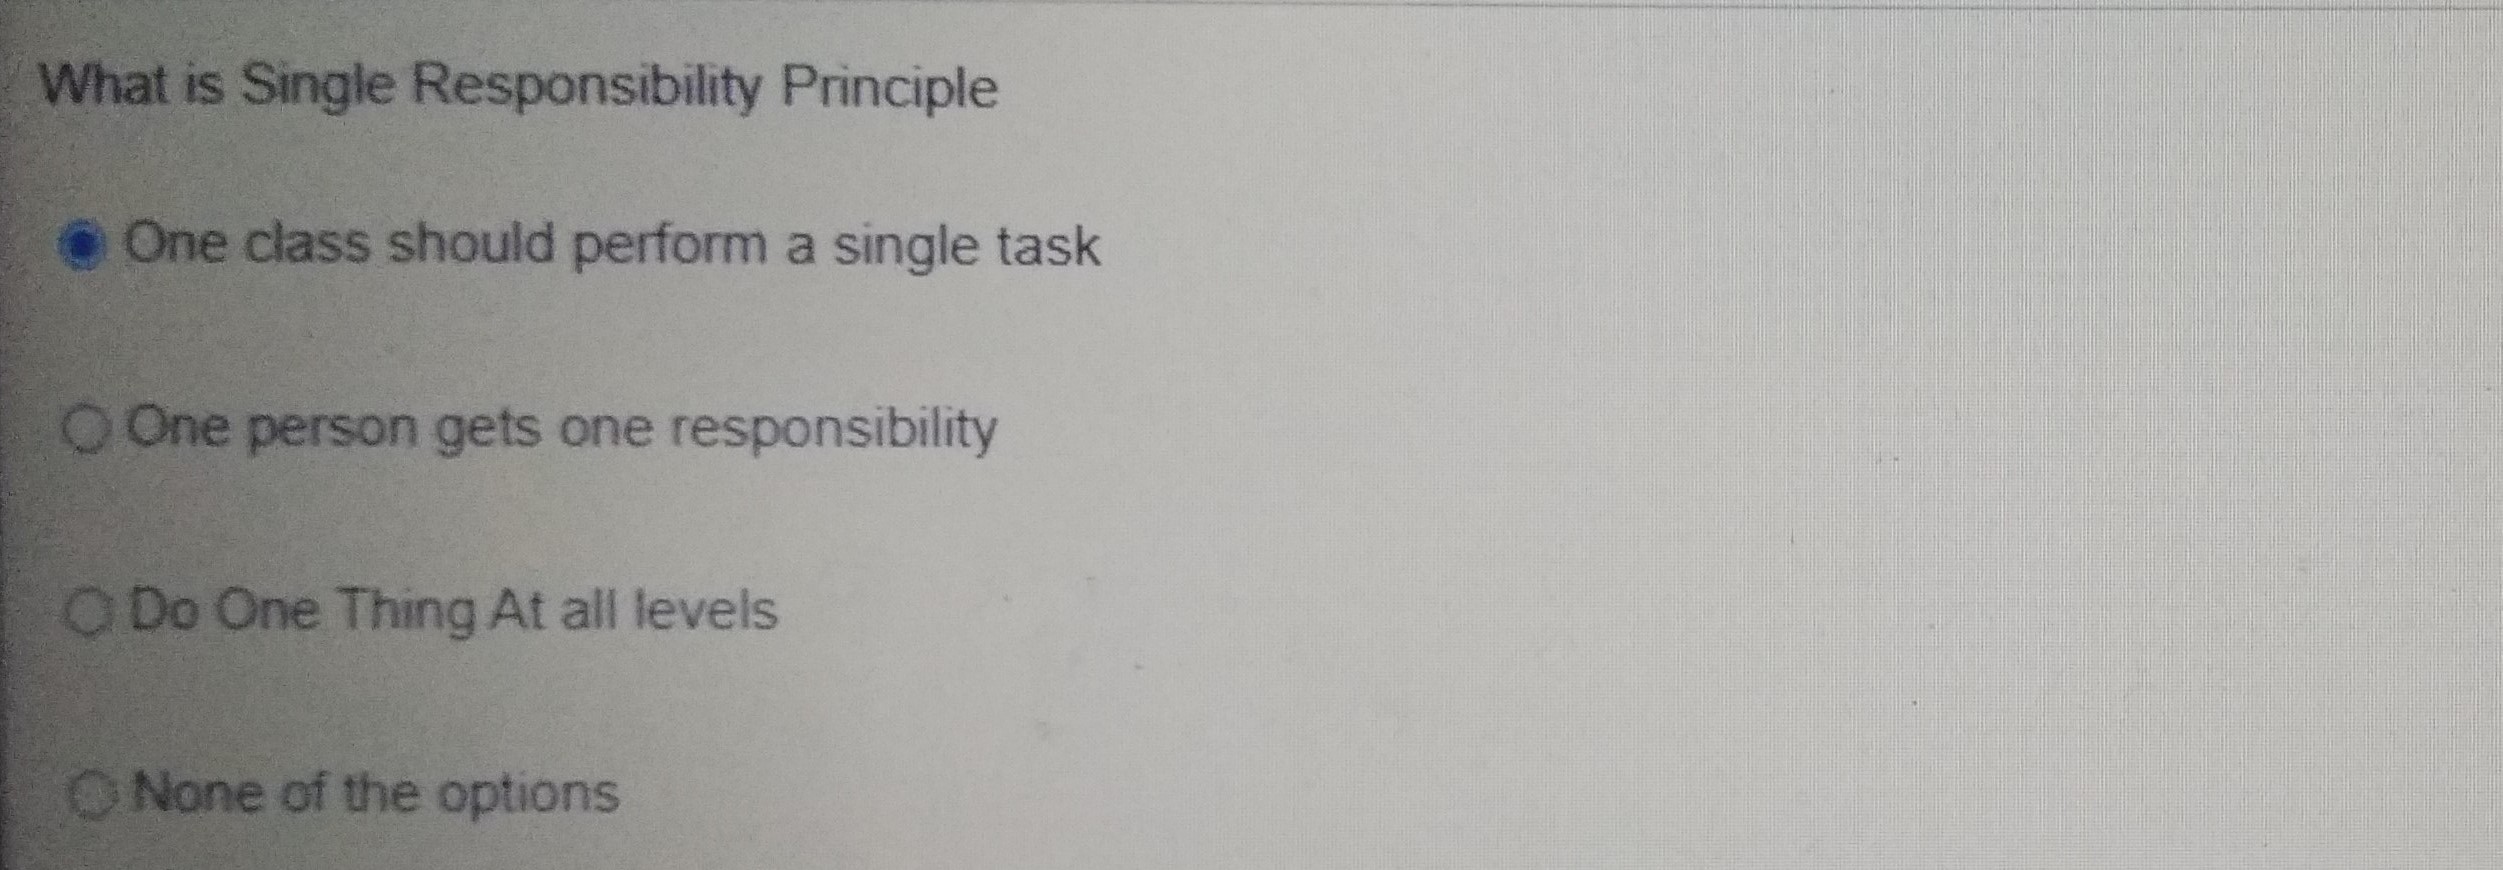 What is Single Responsibility Principle
One class should perform a single task
One person gets one responsibility
Do One Thing At all levels
None of the options